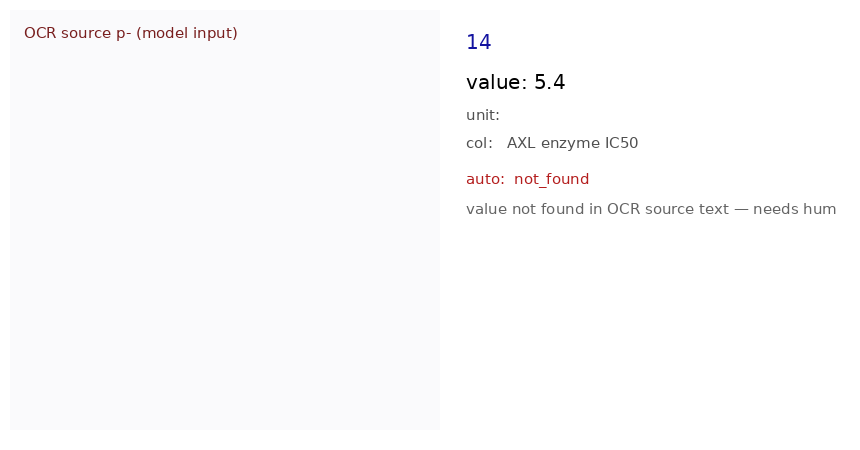 OCR source p- (model input)
14
value: 5.4
unit:
col:   AXL enzyme IC50
auto:  not_found
value not found in OCR source text — needs hum